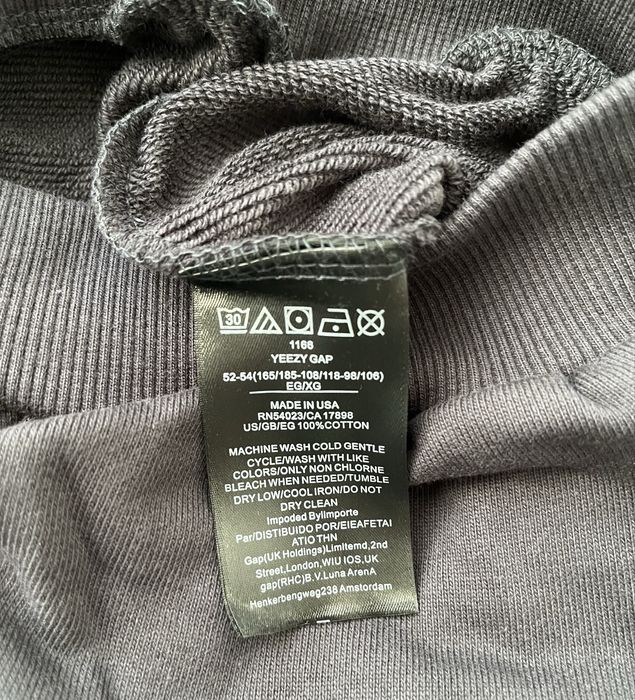 30
1166
YEEZY GAP
52-54(165/185-108/118-98/106)
EG/XG
MADE IN USA
RN54023/CA 17898
US/GB/EG 100%COTTON
MACHINE WASH COLD GENTLE
CYCLE/WASH WITH LIKE
COLORS/ONLY NON CHLORNE
BLEACH WHEN NEEDED/TUMBLE
DRY LOW/COOL IRON/DO NOT
DRY CLEAN
Impoded ByIimporte
Par/DISTIBUIDO POR/EIEAFETAI
ATIO THN
Gap(UK Holdings)Limitemd,2nd
Street,London,WIU IOS,UK
gap(RHC)B.V.Luna ArenA
Henkerbengweg238 Amsterdam